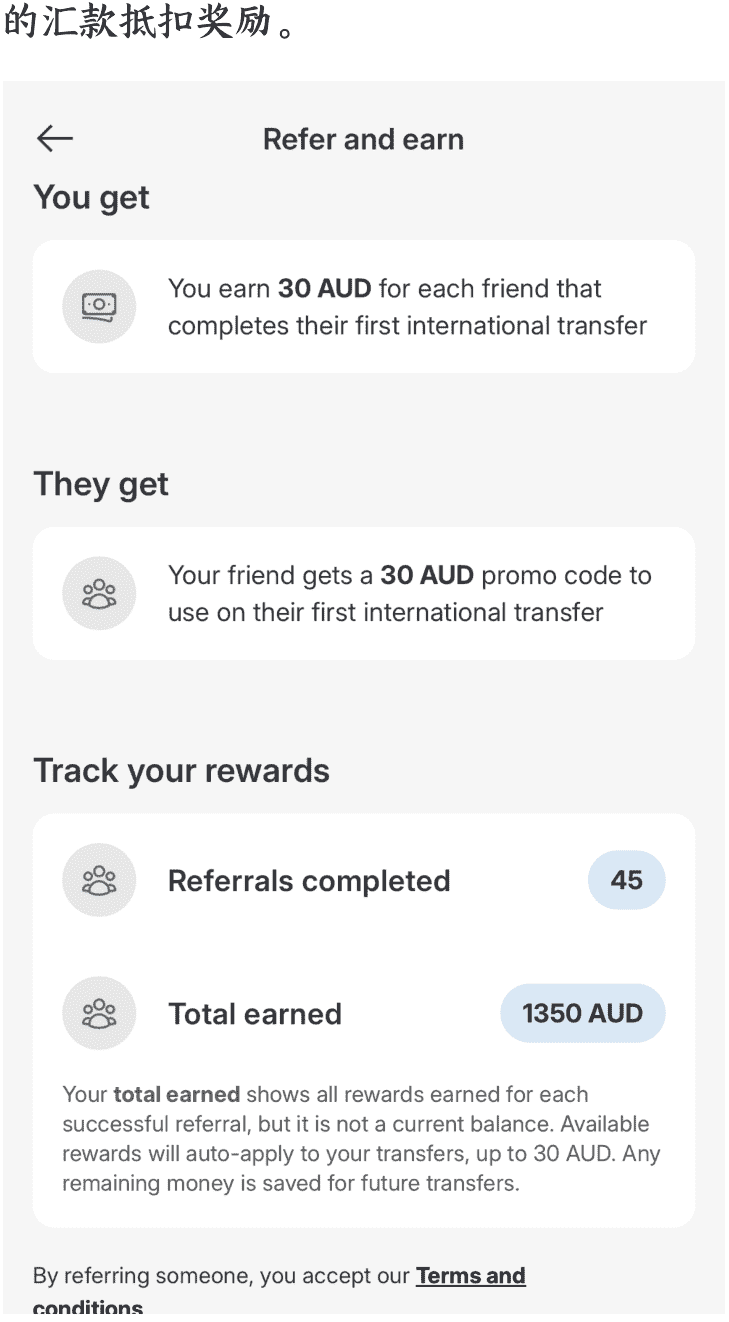 的汇款抵扣奖励。
Refer and earn
You get
You earn 30 AUD for each friend that
completes their first international transfer
They get
Your friend gets a 30 AUD promo code to
use on their first international transfer
Track your rewards
Referrals completed
45
Total earned
1350 AUD
Your total earned shows all rewards earned for each
successful referral, but it is not a current balance. Available
rewards will auto-apply to your transfers, up to 30 AUD. Any
remaining money is saved for future transfers.
By referring someone, you accept our Terms and
conditions